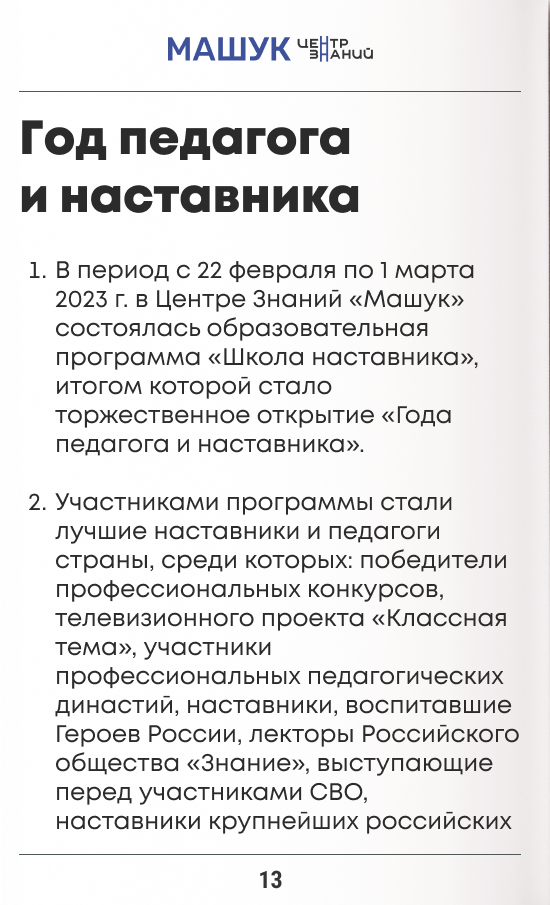 МАШУК ЦЕНТР
ЗНАНИЙ
Год педагога
и наставника
1. В период с 22 февраля по 1 марта
2023 г. в Центре Знаний «Машук»
состоялась образовательная
программа «Школа наставника»,
итогом которой стало
торжественное открытие «Года
педагога и наставника».
2. Участниками программы стали
лучшие наставники и педагоги
страны, среди которых: победители
профессиональных конкурсов,
телевизионного проекта «Классная
тема», участники
профессиональных педагогических
династий, наставники, воспитавшие
Героев России, лекторы Российского
общества «Знание», выступающие
перед участниками СВО,
наставники крупнейших российских
13